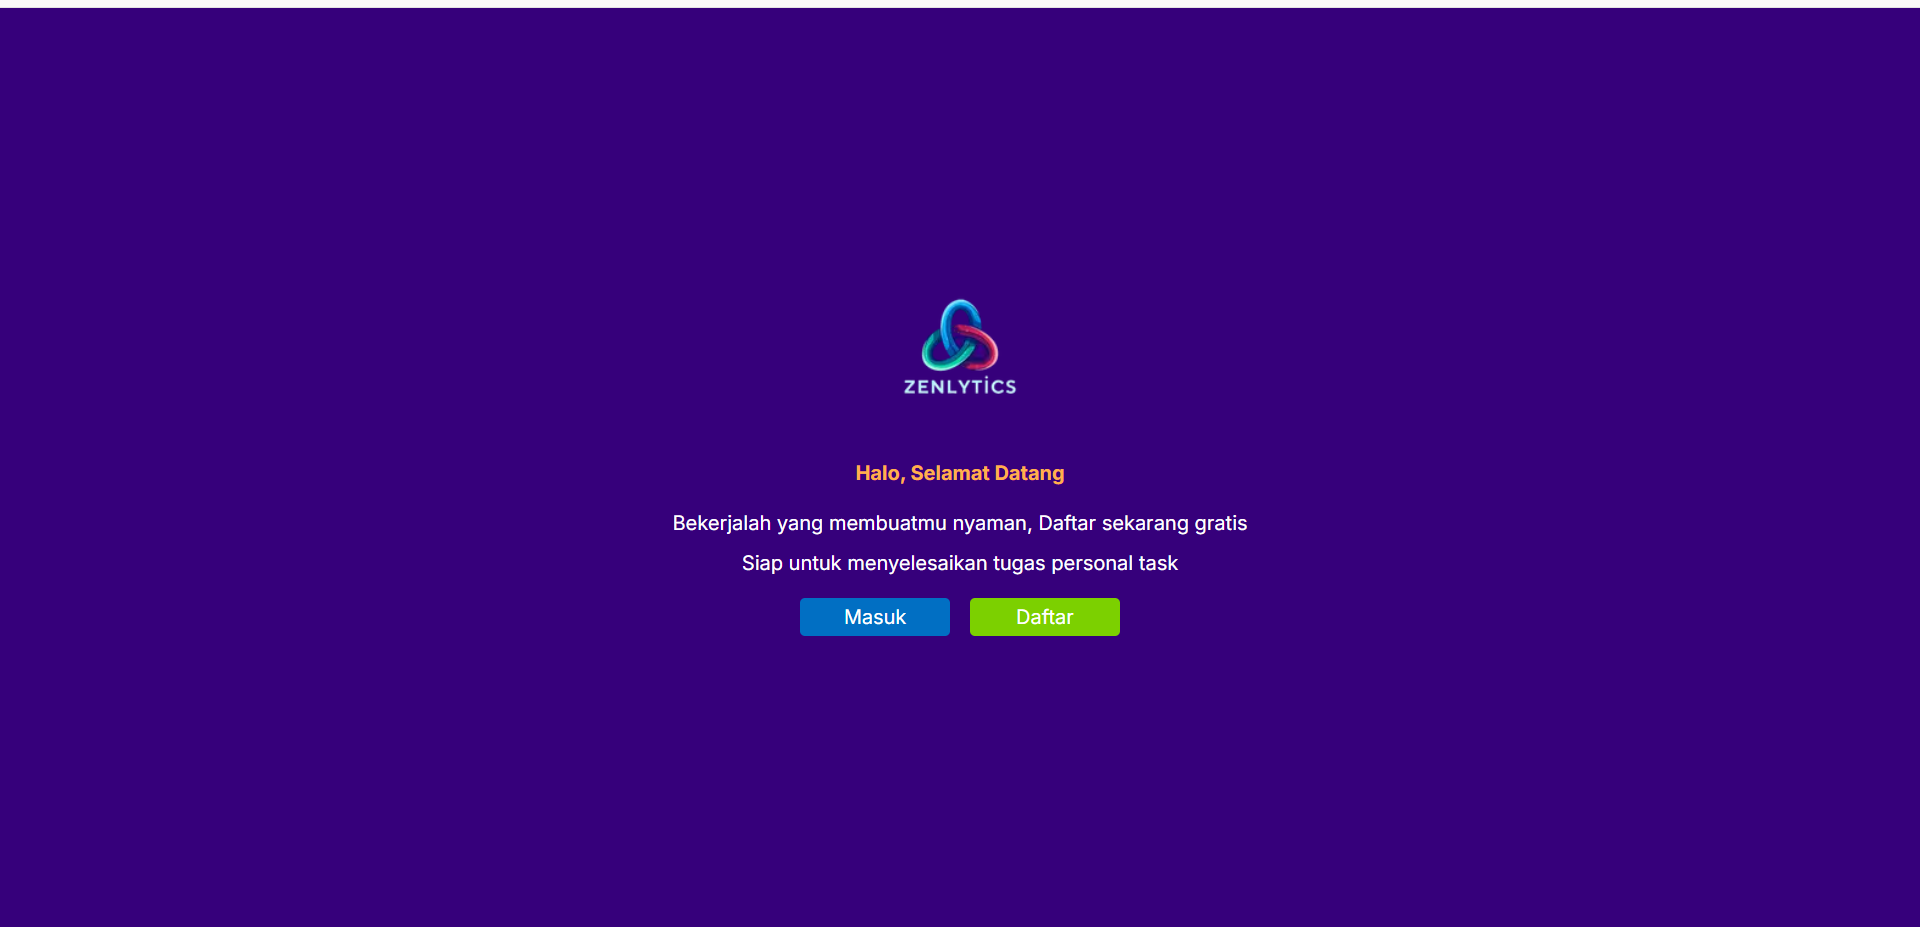 ZENLYTICS
Halo, Selamat Datang
Bekerjalah yang membuatmu nyaman, Daftar sekarang gratis
Siap untuk menyelesaikan tugas personal task
Masuk
Daftar